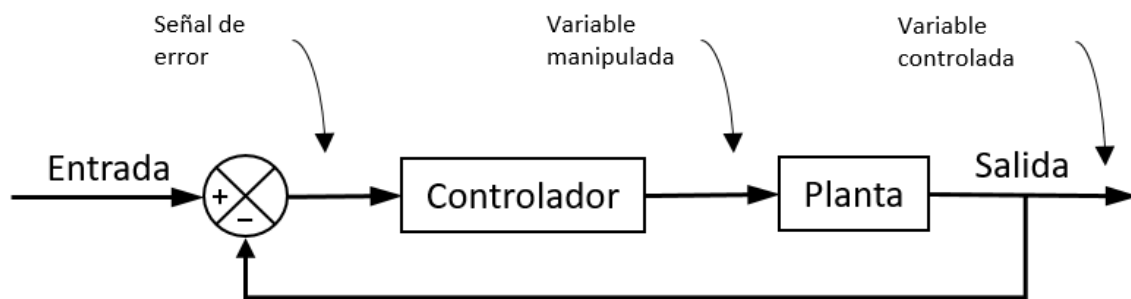 Señal de
error
Variable
manipulada
Variable
controlada
Entrada
+
−
Controlador
Planta
Salida